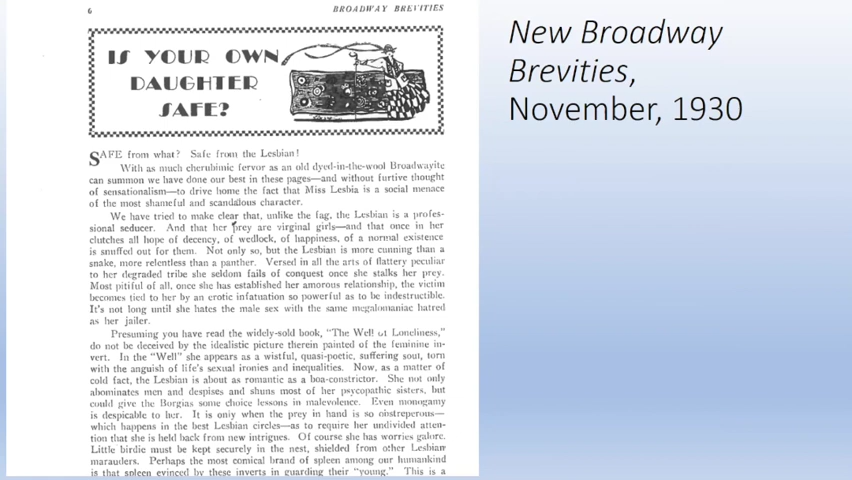 6
BROADWAY BREVITIES
IS YOUR OWN
DAUGHTER
SAFE?
SAFE from what? Safe from the Lesbian!
With as much cherubimic fervor as an old dyed-in-the-wool Broadwayite
can summon we have done our best in these pages—and without furtive thought
of sensationalism—to drive home the fact that Miss Lesbia is a social menace
of the most shameful and scandalous character.
We have tried to make clear that, unlike the fag, the Lesbian is a profes-
sional seducer. And that her prey are virginal girls—and that once in her
clutches all hope of decency, of wedlock, of happiness, of a normal existence
is snuffed out for them. Not only so, but the Lesbian is more cunning than a
snake, more relentless than a panther. Versed in all the arts of flattery peculiar
to her degraded tribe she seldom fails of conquest once she stalks her prey.
Most pitiful of all, once she has established her amorous relationship, the victim
becomes tied to her by an erotic infatuation so powerful as to be indestructible.
It's not long until she hates the male sex with the same megalomaniac hatred
as her jailer.
Presuming you have read the widely-sold book, "The Well of Loneliness,"
do not be deceived by the idealistic picture therein painted of the feminine in-
vert. In the "Well" she appears as a wistful, quasi-poetic, suffering soul, torn
with the anguish of life's sexual ironies and inequalities. Now, as a matter of
cold fact, the Lesbian is about as romantic as a boa-constrictor. She not only
abominates men and despises and shuns most of her psycopathic sisters, but
could give the Borgias some choice lessons in malevolence. Even monogamy
is despicable to her. It is only when the prey in hand is so obstreperous—
which happens in the best Lesbian circles—as to require her undivided atten-
tion that she is held back from new intrigues. Of course she has worries galore.
Little birdie must be kept securely in the nest, shielded from other Lesbian
marauders. Perhaps the most comical brand of spleen among our humankind
is that spleen evinced by these inverts in guarding their "young." This is a
New Broadway
Brevities,
November, 1930